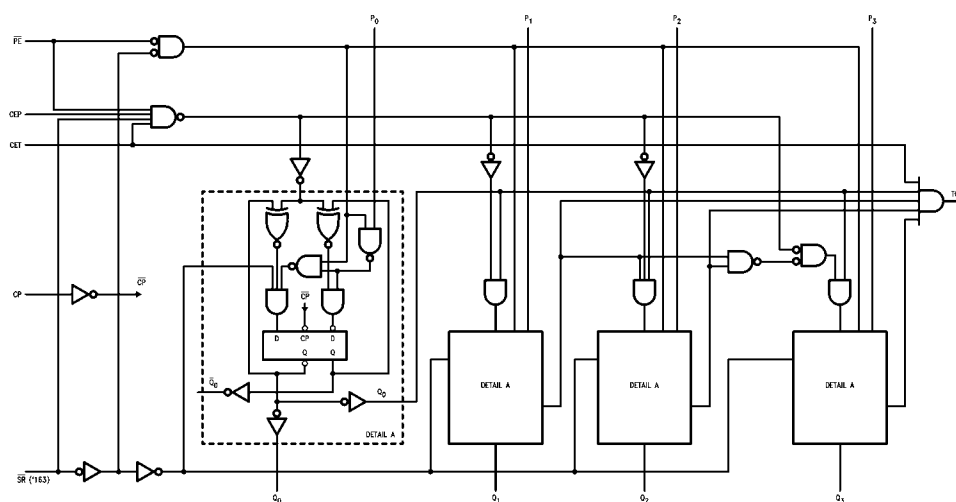 P0
P1
P2
P3
PE
CEP
CET
CP
CP
CP
D
CP
D
Q
Q
Q0
Q0
DETAIL A
DETAIL A
DETAIL A
DETAIL A
SR ('163)
Q0
Q1
Q2
Q3